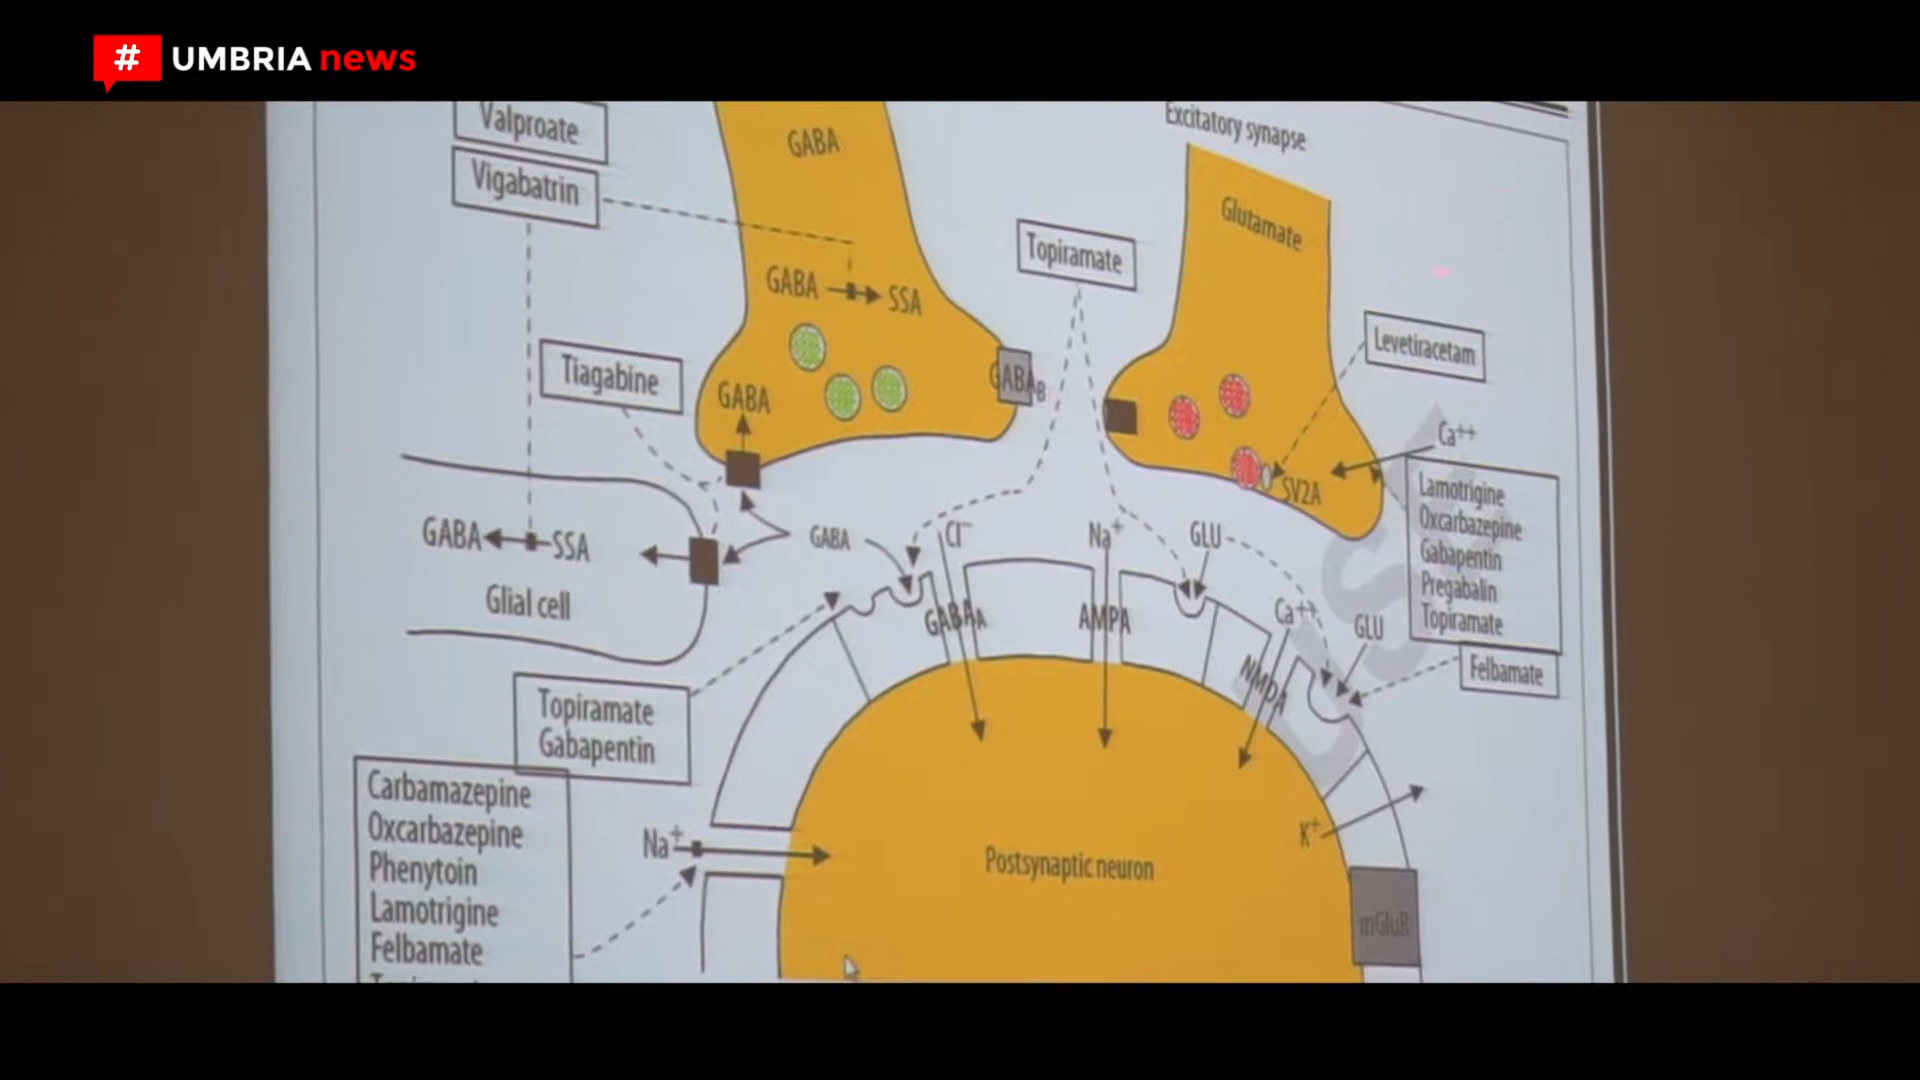 # UMBRIA news
Valproate
Vigabatrin
GABA
Excitatory synapse
Glutamate
Topiramate
GABA SSA
Levetiracetam
Tiagabine
GABA
GABAB
SV2A
Ca++
Lamotrigine
Oxcarbazepine
Gabapentin
Pregabalin
Topiramate
GABA SSA
Glial cell
GABA
Cl-
Na+
GLU
GABAA
AMPA
Ca++
GLU
NMDA
Felbamate
Topiramate
Gabapentin
Carbamazepine
Oxcarbazepine
Phenytoin
Lamotrigine
Felbamate
Na+
Postsynaptic neuron
K+
mGluR